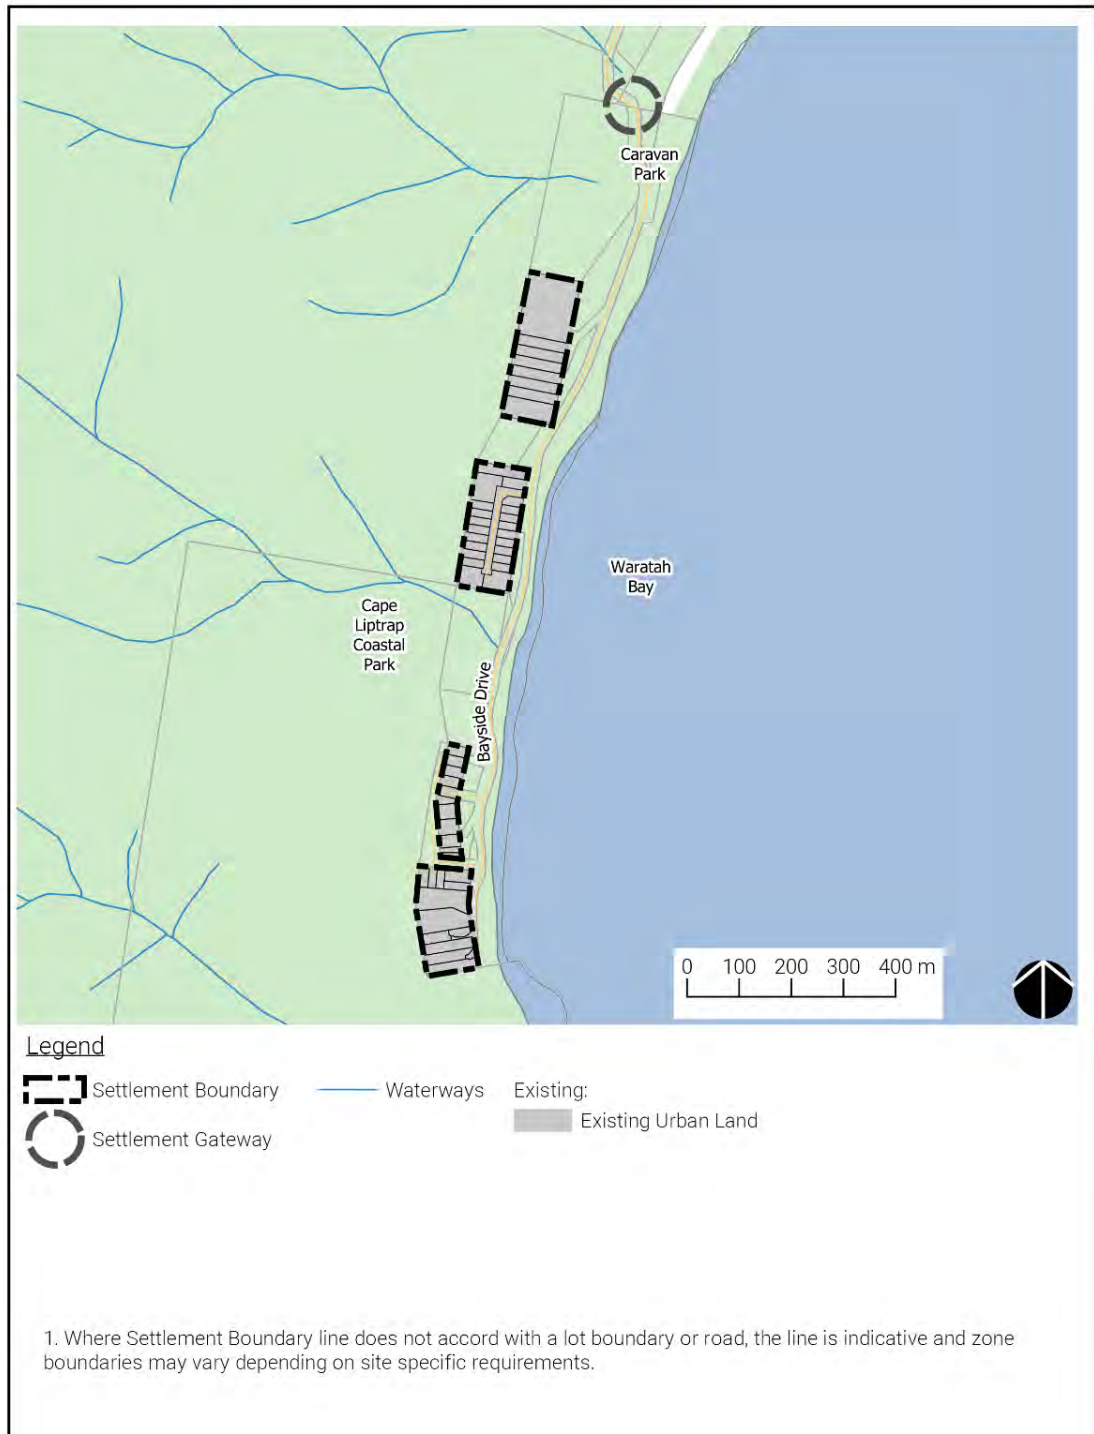 Caravan
Park
Waratah
Bay
Cape
Liptrap
Coastal
Park
Bayside Drive
0 100 200 300 400 m
Legend
Settlement Boundary
Waterways
Existing:
Settlement Gateway
Existing Urban Land
1. Where Settlement Boundary line does not accord with a lot boundary or road, the line is indicative and zone
boundaries may vary depending on site specific requirements.